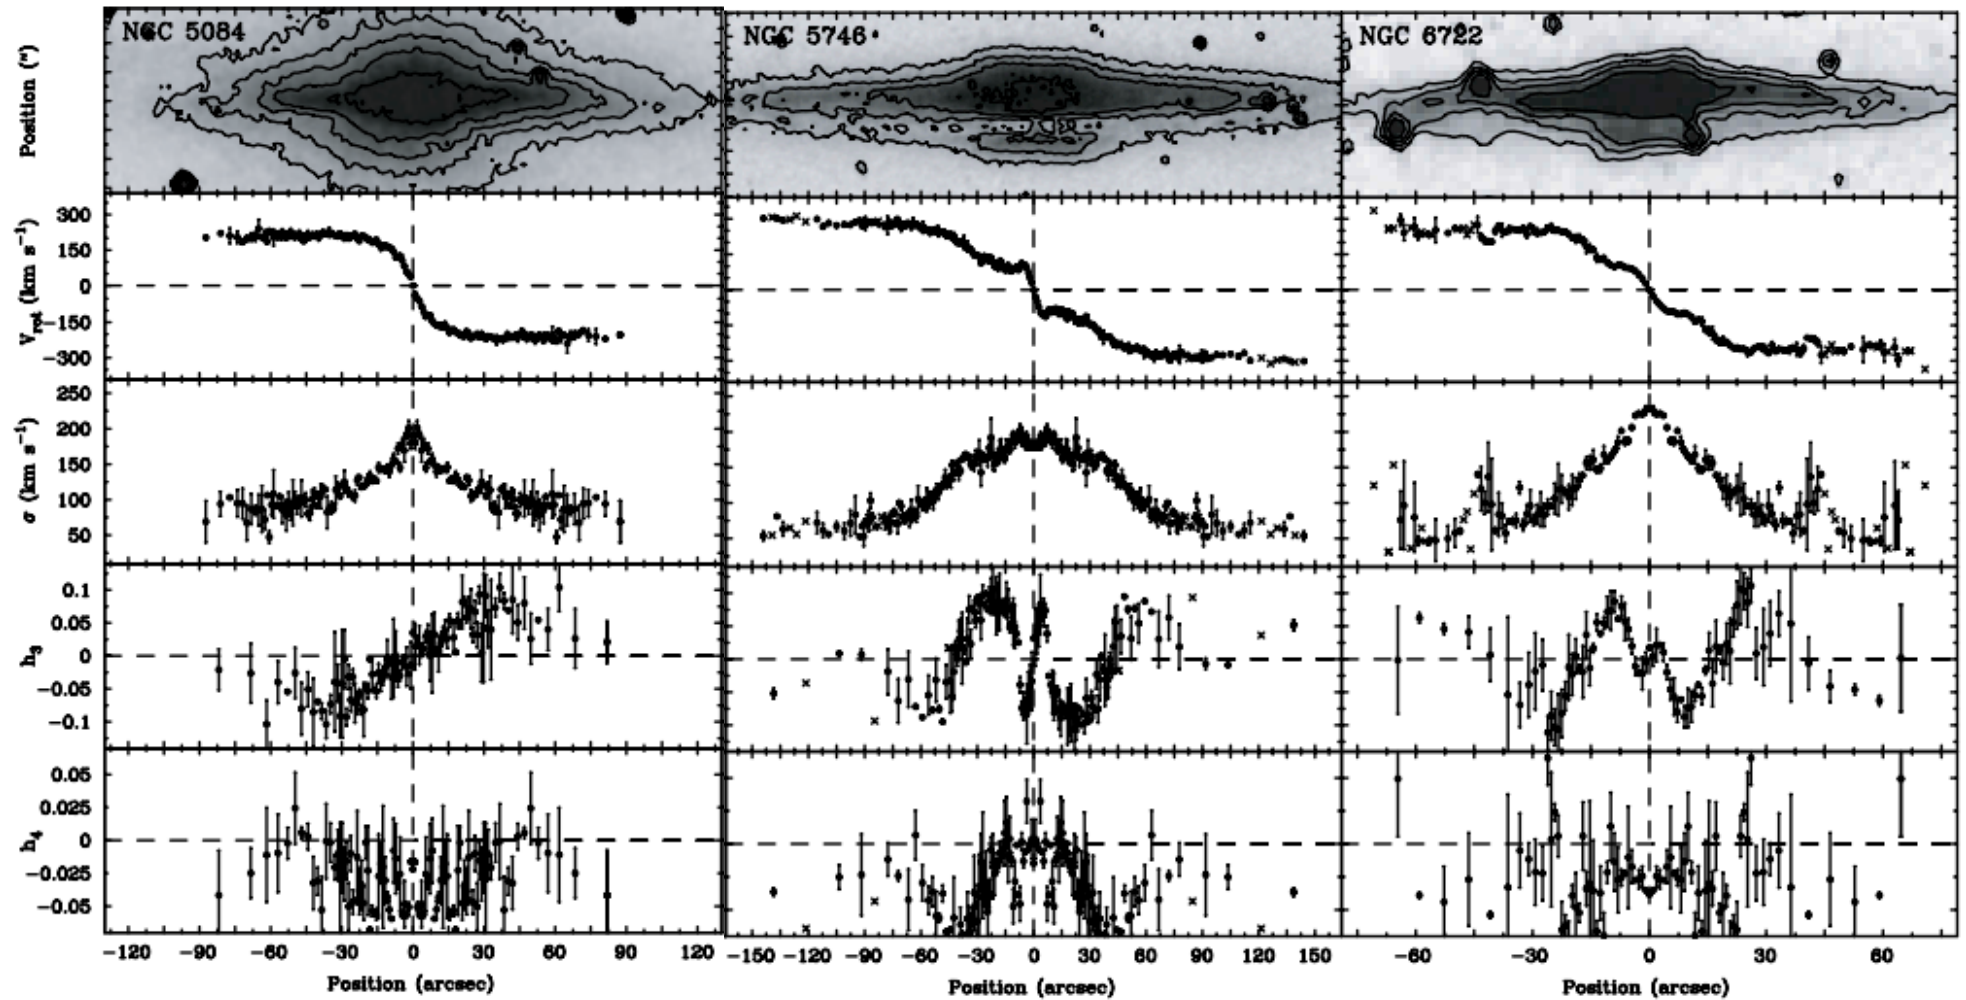 NGC 5084 NGC 5746 NGC 6722
Position (")
300
150
0
−150
−300
V_rot (km s⁻¹)
250
200
150
100
50
σ (km s⁻¹)
0.1
0.05
0
−0.05
−0.1
h₃
0.05
0.025
0
−0.025
−0.05
h₄
−120 −90 −60 −30 0 30 60 90 120 −150 −120 −90 −60 −30 0 30 60 90 120 150 −60 −30 0 30 60
Position (arcsec) Position (arcsec) Position (arcsec)